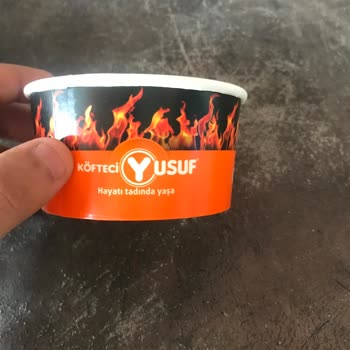 KÖFTECİ YUSUF
Hayatı tadında yaşa